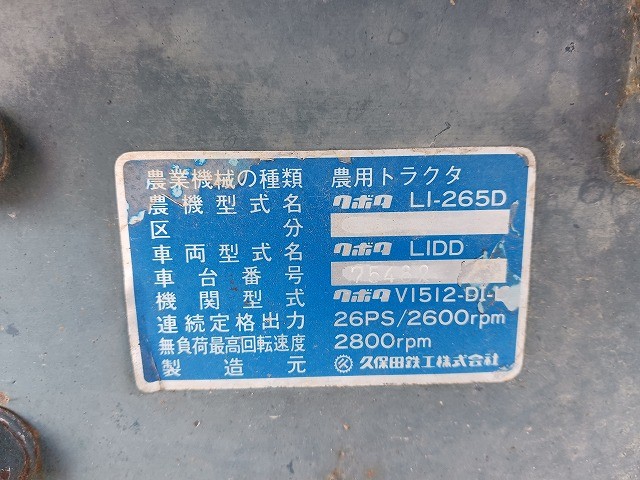 農業機械の種類 農用トラクタ
農機型式名 クボタ L1-265D
区分
車両型式名 クボタ L1DD
車台番号
機関型式 クボタ V1512-DI-L
連続定格出力 26PS/2600rpm
無負荷最高回転速度 2800rpm
製造元 久保田鉄工株式会社